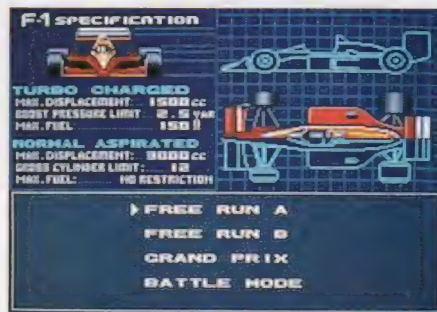 F-1 SPECIFICATION
TURBO CHARGED
MAX. DISPLACEMENT: 1500cc
BOOST PRESSURE LIMIT: 2.5
MAX. FUEL: 150
NORMAL ASPIRATED
MAX. DISPLACEMENT: 3000cc
CYLINDER LIMIT: 12
MAX. FUEL: NO RESTRICTION
FREE RUN A
FREE RUN B
GRAND PRIX
BATTLE MODE